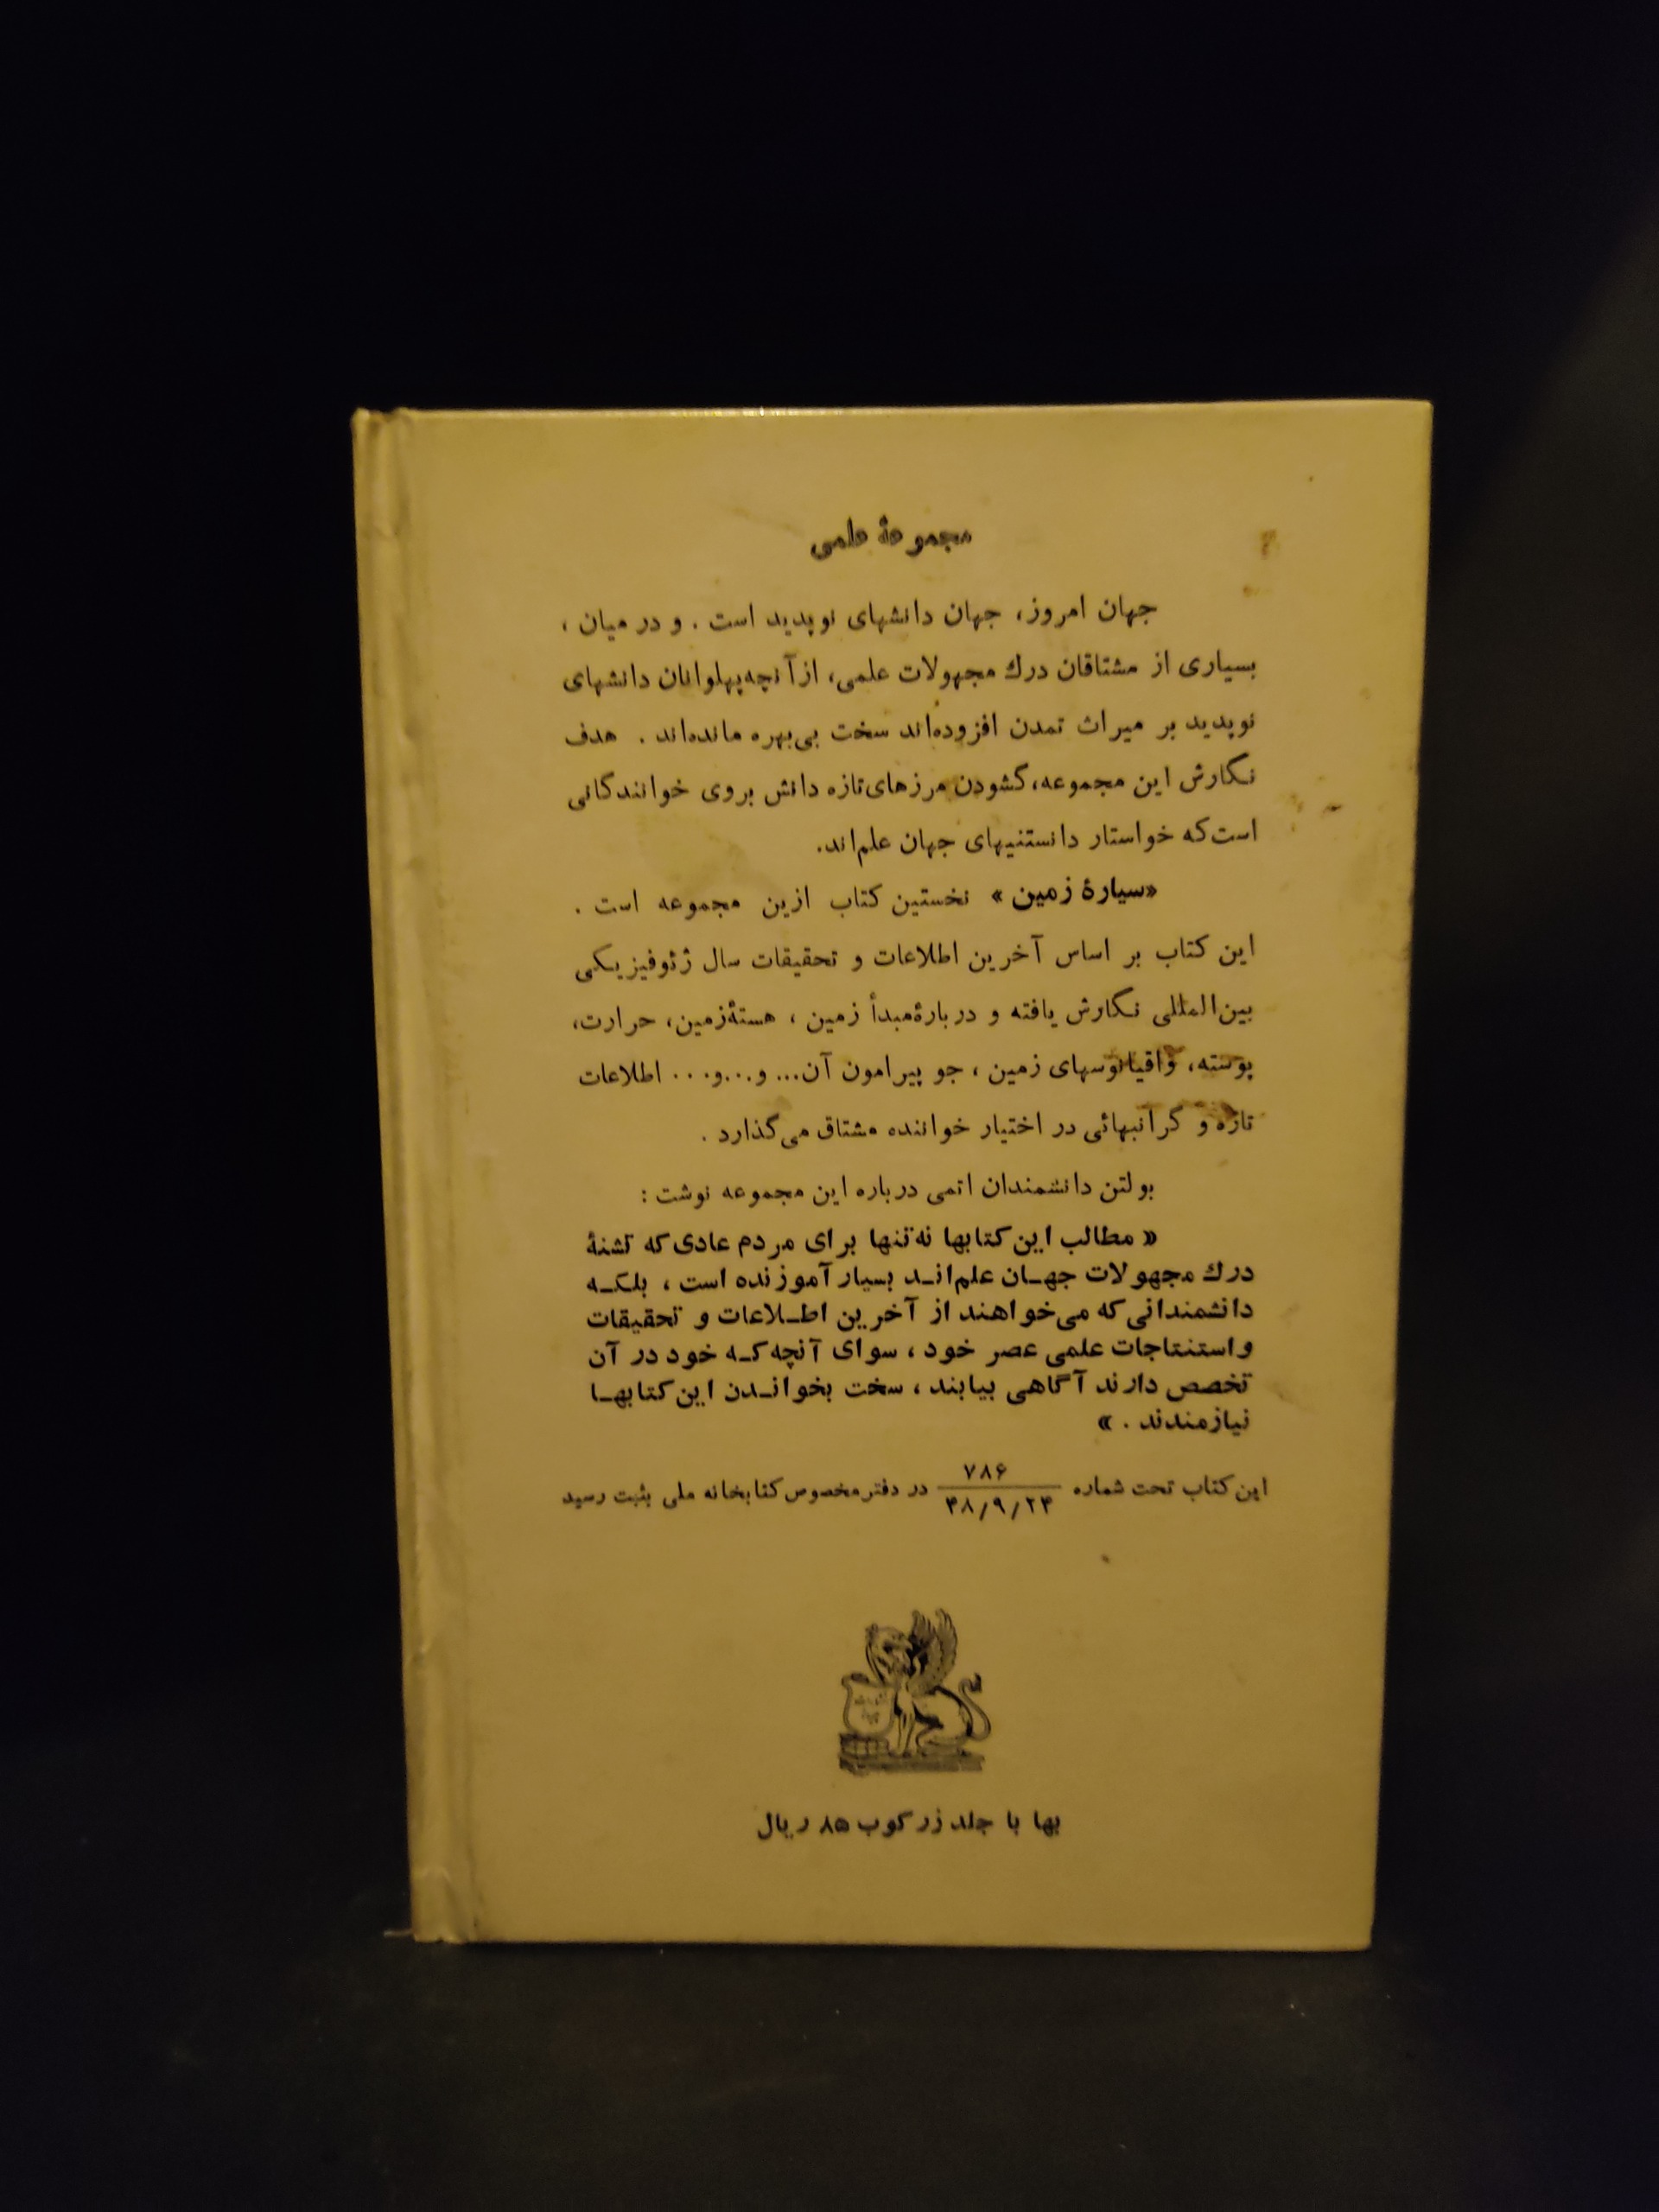 مجموعهٔ علمی
جهان امروز، جهان دانشهای نوپدید است . و در میان ،
بسیاری از مشتاقان درك مجهولات علمی، از آنچه پهلوانان دانشهای
نوپدید بر میراث تمدن افزوده‌اند سخت بی‌بهره مانده‌اند . هدف
نگارش این مجموعه، گشودن مرزهای تازه دانش بروی خوانندگانی
است که خواستار دانستنیهای جهان علم‌اند.
«سیارهٔ زمین» نخستین کتاب ازین مجموعه است .
این کتاب بر اساس آخرین اطلاعات و تحقیقات سال ژئوفیزیکی
بین‌المللی نگارش یافته و دربارهٔ مبدأ زمین ، هستهٔ زمین، حرارت،
پوسته، واقیانوسهای زمین ، جو پیرامون آن... و...و... اطلاعات
تازه و گرانبهائی در اختیار خواننده مشتاق می‌گذارد .
بولتن دانشمندان اتمی درباره این مجموعه نوشت :
« مطالب این کتابها نه تنها برای مردم عادی که تشنهٔ
درك مجهولات جهان علم‌اند بسیار آموزنده است ، بلکه
دانشمندانی که می‌خواهند از آخرین اطلاعات و تحقیقات
و استنتاجات علمی عصر خود ، سوای آنچه که خود در آن
تخصص دارند آگاهی بیابند ، سخت بخواندن این کتابها
نیازمندند . »
این کتاب تحت شماره ۷۸۶ ۳۸/۹/۲۴ در دفتر مخصوص کتابخانه ملی بثبت رسید
بها با جلد زرکوب ۸۵ ریال